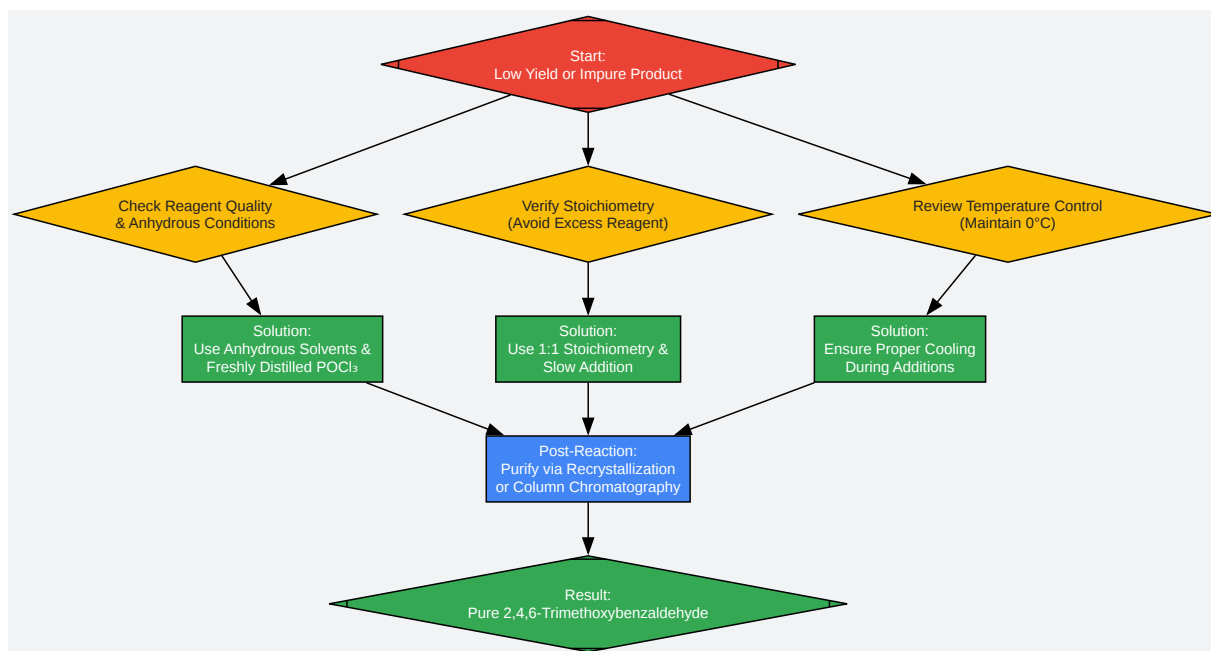 Start:
Low Yield or Impure Product
Check Reagent Quality
& Anhydrous Conditions
Verify Stoichiometry
(Avoid Excess Reagent)
Review Temperature Control
(Maintain 0°C)
Solution:
Use Anhydrous Solvents &
Freshly Distilled POCl₃
Solution:
Use 1:1 Stoichiometry &
Slow Addition
Solution:
Ensure Proper Cooling
During Additions
Post-Reaction:
Purify via Recrystallization
or Column Chromatography
Result:
Pure 2,4,6-Trimethoxybenzaldehyde